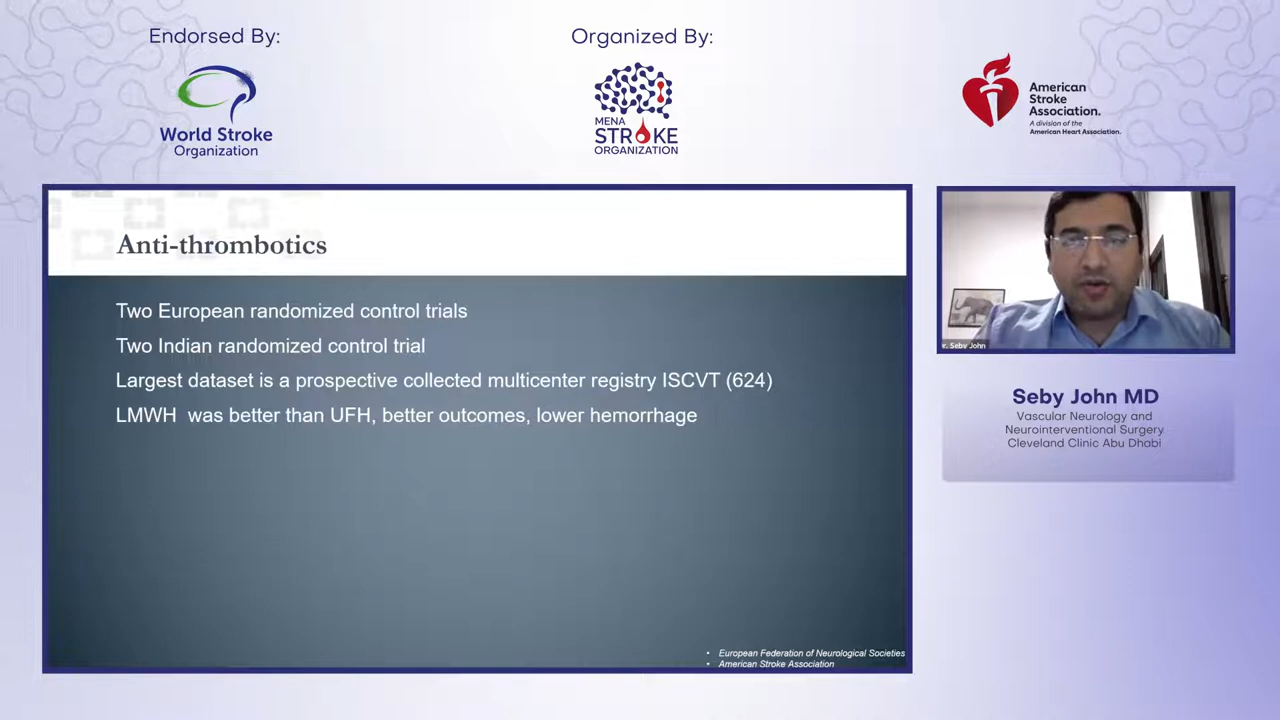 Endorsed By:
World Stroke
Organization
Organized By:
MENA
STROKE
ORGANIZATION
American
Stroke
Association.
A division of the
American Heart Association.
Anti-thrombotics
Two European randomized control trials
Two Indian randomized control trial
Largest dataset is a prospective collected multicenter registry ISCVT (624)
LMWH  was better than UFH, better outcomes, lower hemorrhage
• European Federation of Neurological Societies
• American Stroke Association
r. Seby John
Seby John MD
Vascular Neurology and
Neurointerventional Surgery
Cleveland Clinic Abu Dhabi